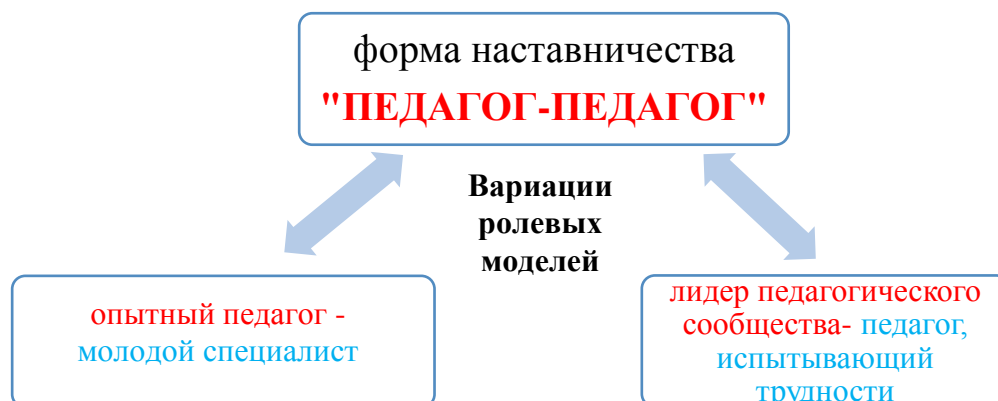 форма наставничества
"ПЕДАГОГ-ПЕДАГОГ"
Вариации
ролевых
моделей
опытный педагог -
молодой специалист
лидер педагогического
сообщества- педагог,
испытывающий
трудности